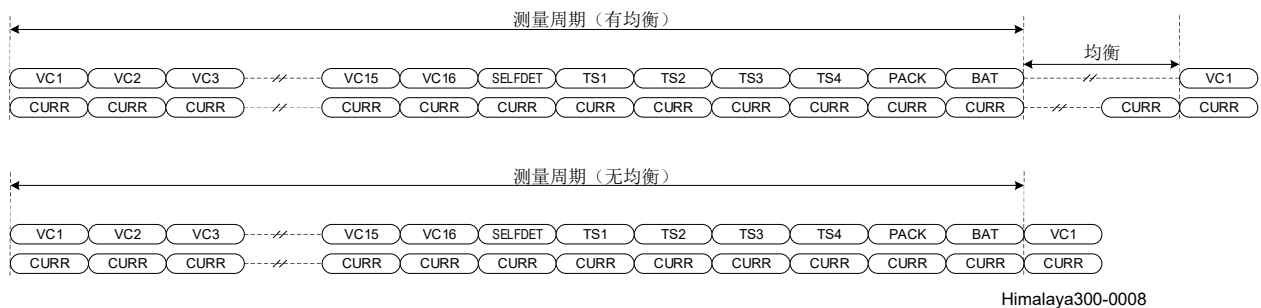 测量周期（有均衡）
均衡
VC1 VC2 VC3 VC15 VC16 SELFDET TS1 TS2 TS3 TS4 PACK BAT VC1
CURR CURR CURR CURR CURR CURR CURR CURR CURR CURR CURR CURR CURR CURR
测量周期（无均衡）
VC1 VC2 VC3 VC15 VC16 SELFDET TS1 TS2 TS3 TS4 PACK BAT VC1
CURR CURR CURR CURR CURR CURR CURR CURR CURR CURR CURR CURR CURR
Himalaya300-0008